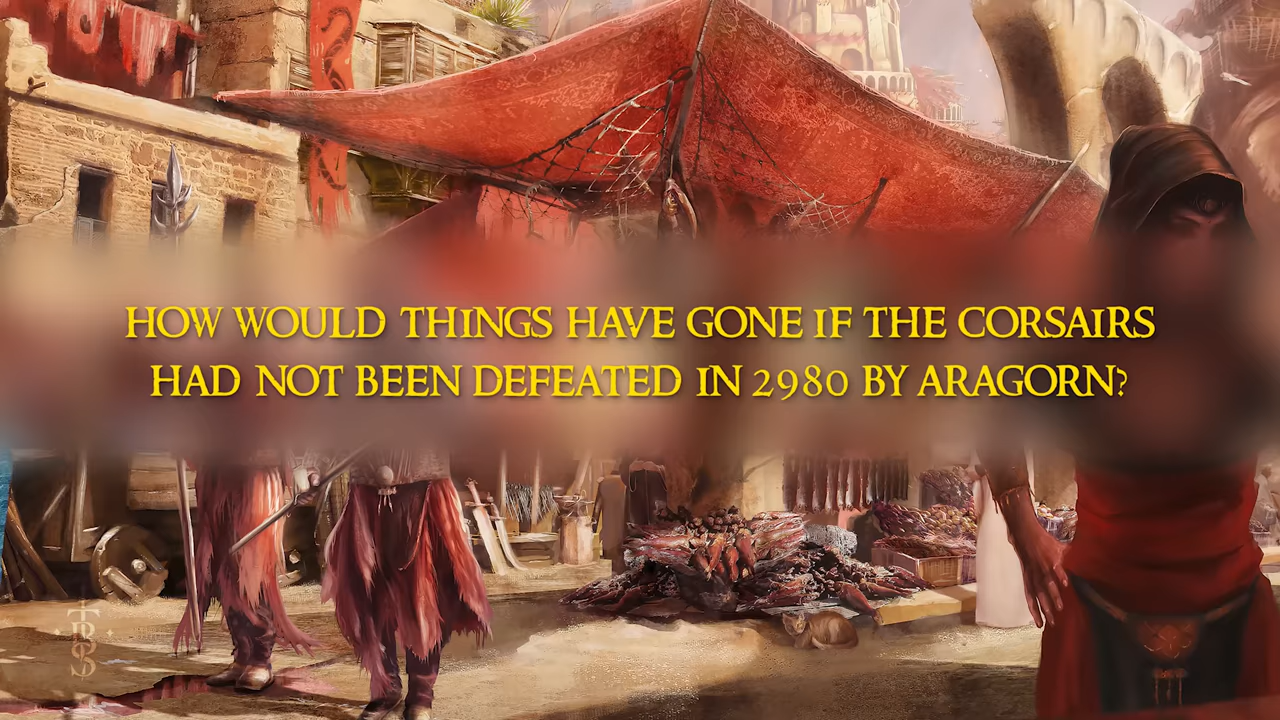 HOW WOULD THINGS HAVE GONE IF THE CORSAIRS
HAD NOT BEEN DEFEATED IN 2980 BY ARAGORN?